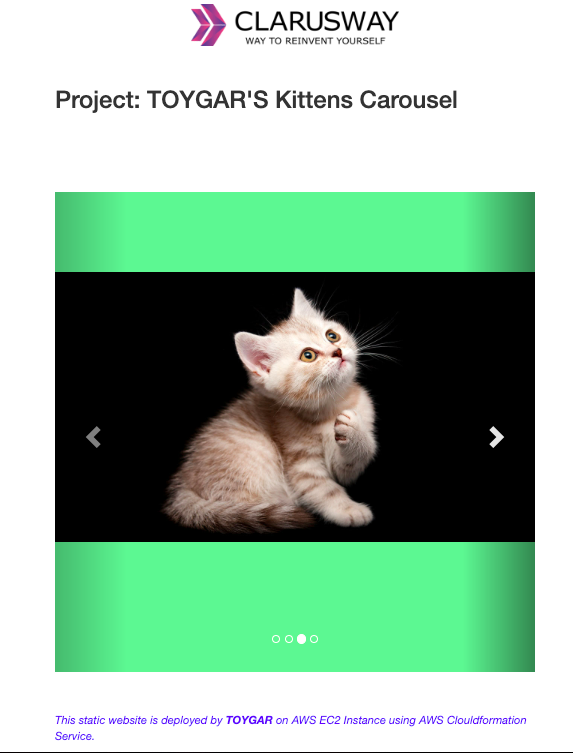 CLARUSWAY
WAY TO REINVENT YOURSELF
Project: TOYGAR'S Kittens Carousel
This static website is deployed by TOYGAR on AWS EC2 Instance using AWS Clouldformation
Service.